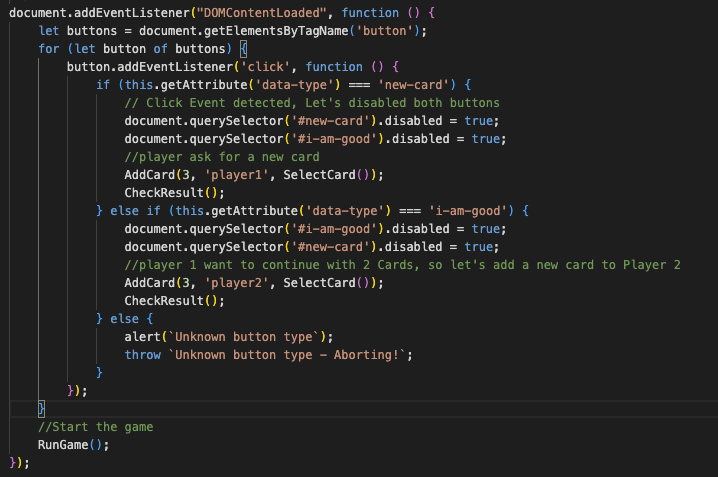 document.addEventListener("DOMContentLoaded", function () {
    let buttons = document.getElementsByTagName('button');
    for (let button of buttons) {
        button.addEventListener('click', function () {
            if (this.getAttribute('data-type') === 'new-card') {
                // Click Event detected, Let's disabled both buttons
                document.querySelector('#new-card').disabled = true;
                document.querySelector('#i-am-good').disabled = true;
                //player ask for a new card
                AddCard(3, 'player1', SelectCard());
                CheckResult();
            } else if (this.getAttribute('data-type') === 'i-am-good') {
                document.querySelector('#i-am-good').disabled = true;
                document.querySelector('#new-card').disabled = true;
                //player 1 want to continue with 2 Cards, so let's add a new card to Player 2
                AddCard(3, 'player2', SelectCard());
                CheckResult();
            } else {
                alert(`Unknown button type`);
                throw `Unknown button type - Aborting!`;
            }
        });
    }
    //Start the game
    RunGame();
});